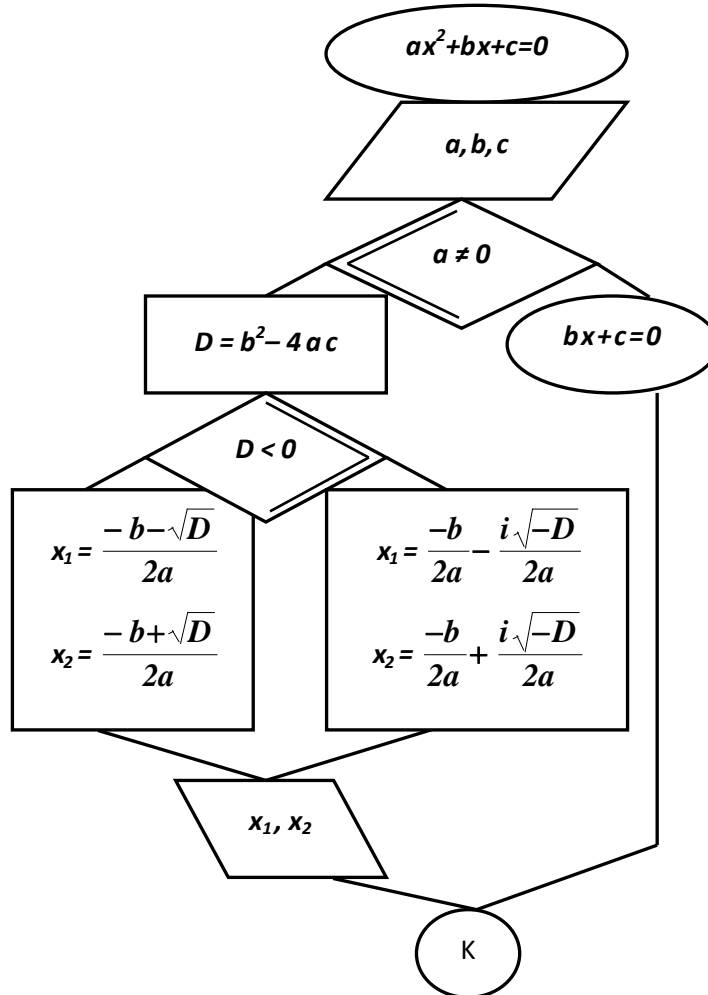 ax²+bx+c=0
a, b, c
a ≠ 0
D = b² – 4 a c
bx+c=0
D < 0
x₁ = (– b – √D) / 2a
x₂ = (– b + √D) / 2a
x₁ = –b / 2a – i√–D / 2a
x₂ = –b / 2a + i√–D / 2a
x₁, x₂
K